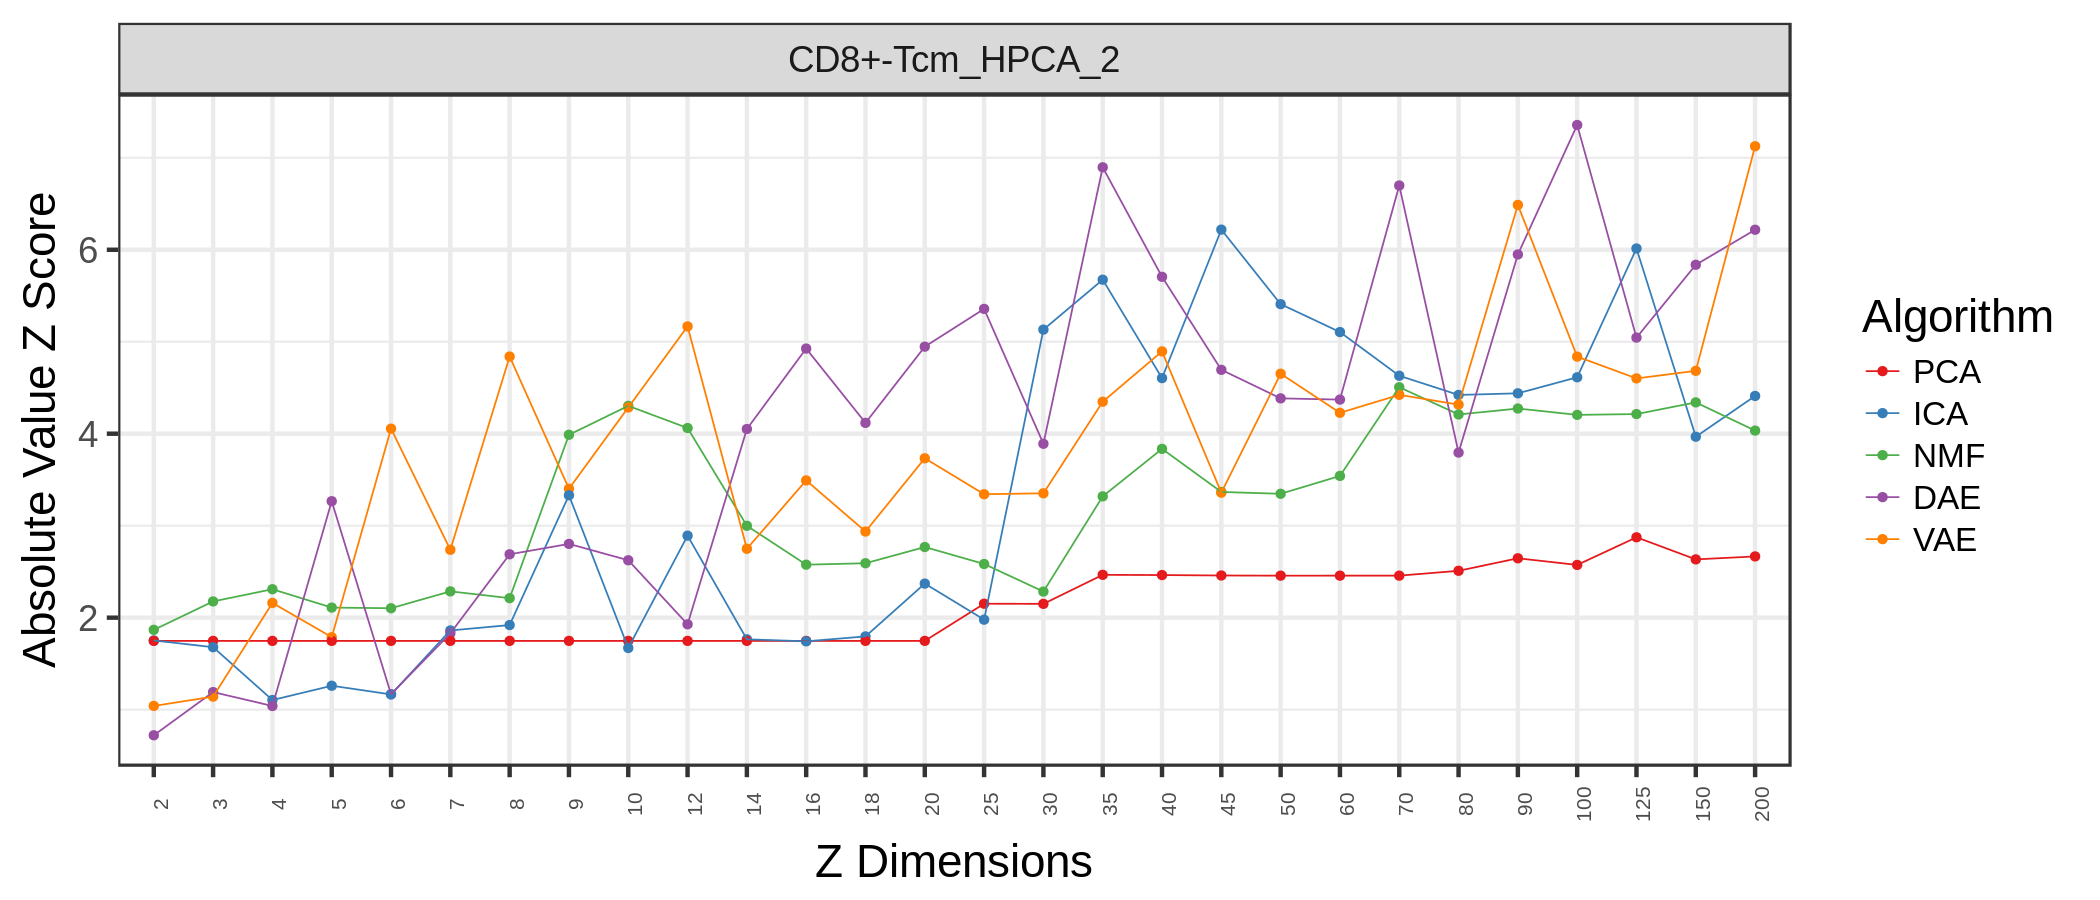 CD8+-Tcm_HPCA_2
Absolute Value Z Score
6
4
2
2 3 4 5 6 7 8 9 10 12 14 16 18 20 25 30 35 40 45 50 60 70 80 90 100 125 150 200
Z Dimensions
Algorithm
PCA
ICA
NMF
DAE
VAE